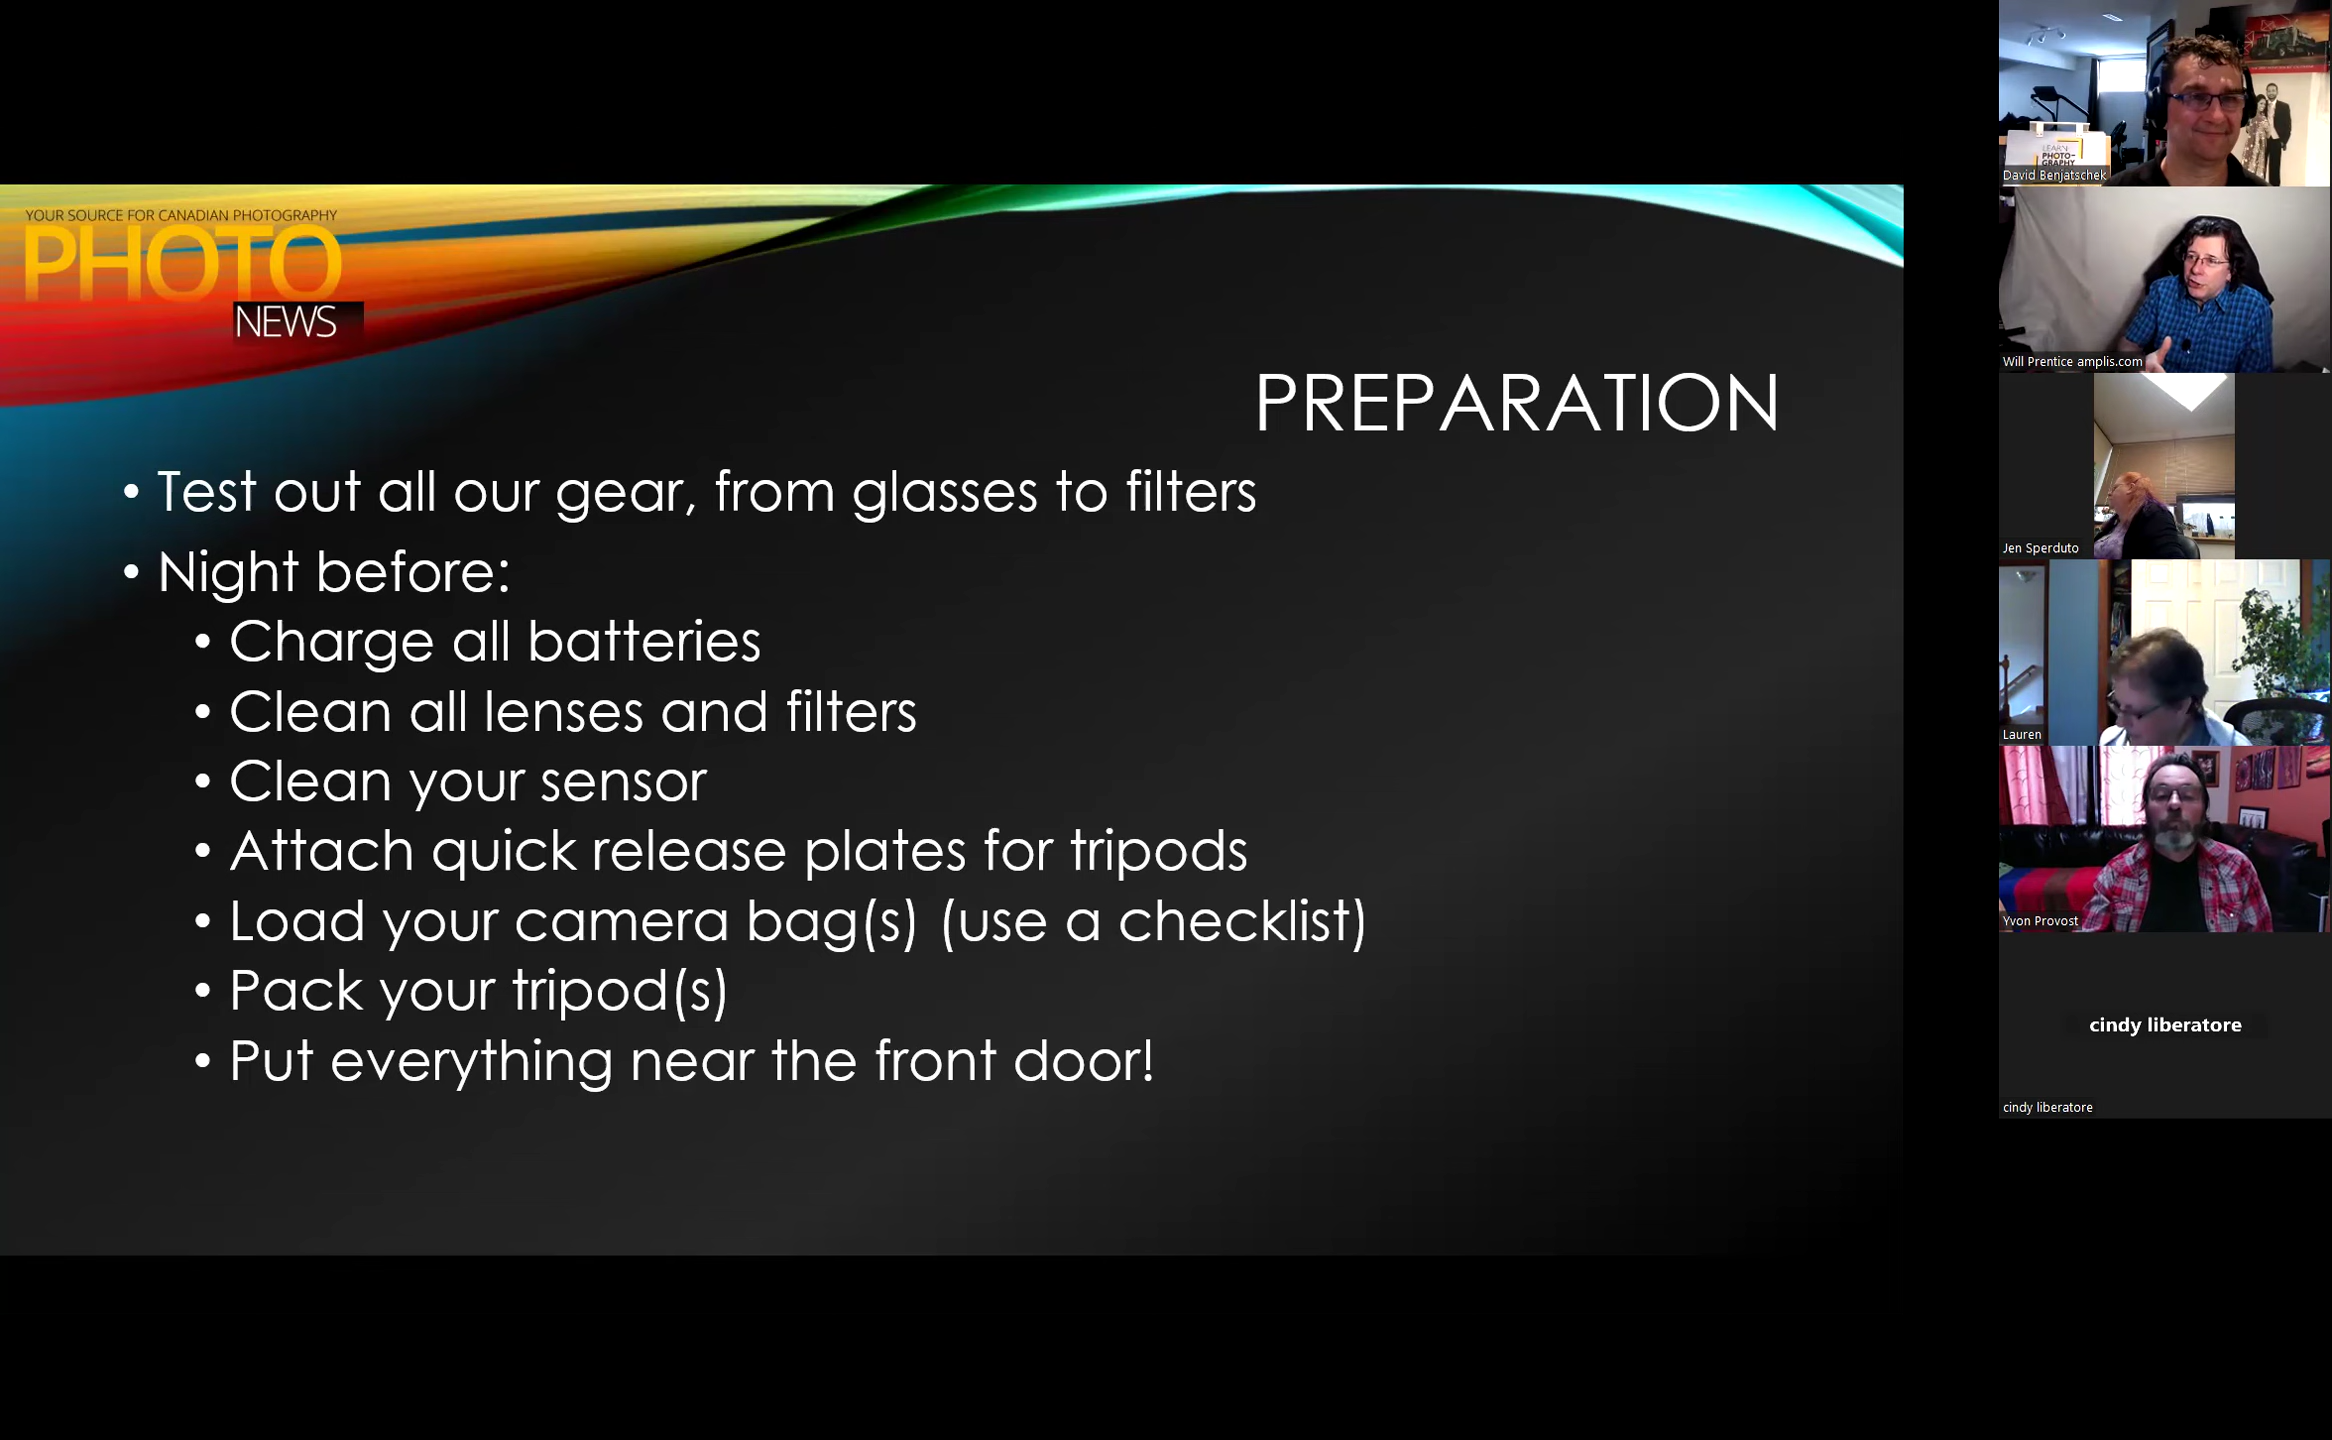 YOUR SOURCE FOR CANADIAN PHOTOGRAPHY
PHOTO
NEWS
PREPARATION
• Test out all our gear, from glasses to filters
• Night before:
• Charge all batteries
• Clean all lenses and filters
• Clean your sensor
• Attach quick release plates for tripods
• Load your camera bag(s) (use a checklist)
• Pack your tripod(s)
• Put everything near the front door!
LEARN
PHOTO-
GRAPHY
David Benjatschek
Will Prentice amplis.com
Jen Sperduto
Lauren
Yvon Provost
cindy liberatore
cindy liberatore